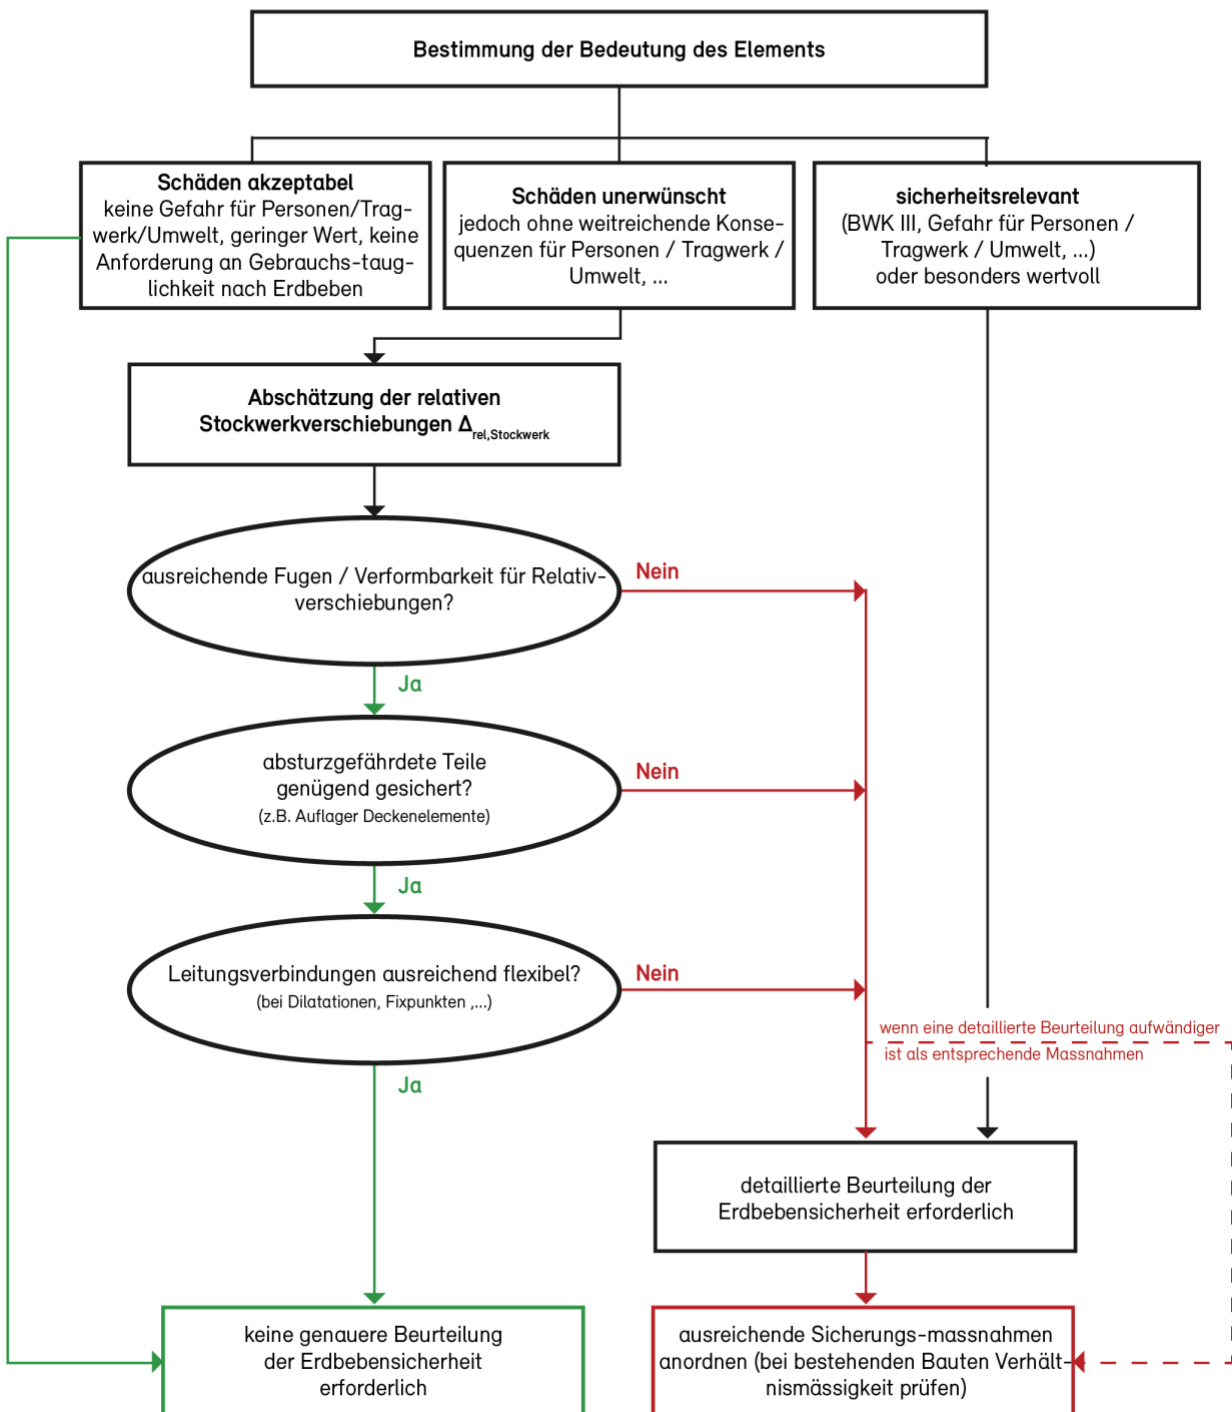 Bestimmung der Bedeutung des Elements
Schäden akzeptabel
keine Gefahr für Personen/Trag-
werk/Umwelt, geringer Wert, keine
Anforderung an Gebrauchs-taug-
lichkeit nach Erdbeben
Schäden unerwünscht
jedoch ohne weitreichende Konse-
quenzen für Personen / Tragwerk /
Umwelt, ...
sicherheitsrelevant
(BWK III, Gefahr für Personen /
Tragwerk / Umwelt, ...)
oder besonders wertvoll
Abschätzung der relativen
Stockwerkverschiebungen Δrel,Stockwerk
ausreichende Fugen / Verformbarkeit für Relativ-
verschiebungen?
Nein
Ja
absturzgefährdete Teile
genügend gesichert?
(z.B. Auflager Deckenelemente)
Nein
Ja
Leitungsverbindungen ausreichend flexibel?
(bei Dilatationen, Fixpunkten ,...)
Nein
Ja
wenn eine detaillierte Beurteilung aufwändiger
ist als entsprechende Massnahmen
detaillierte Beurteilung der
Erdbebensicherheit erforderlich
keine genauere Beurteilung
der Erdbebensicherheit
erforderlich
ausreichende Sicherungs-massnahmen
anordnen (bei bestehenden Bauten Verhält-
nismässigkeit prüfen)